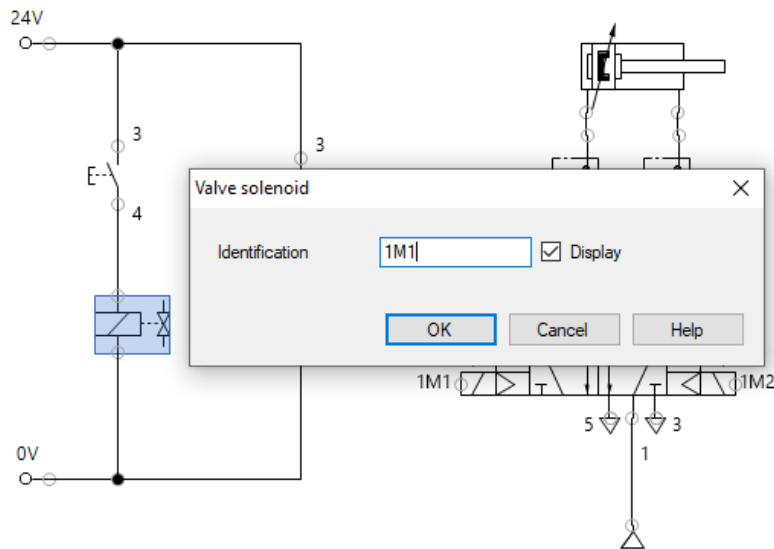 24V
3
3
4
Valve solenoid
Identification
1M1
Display
OK
Cancel
Help
1M1
1M2
5
3
1
0V